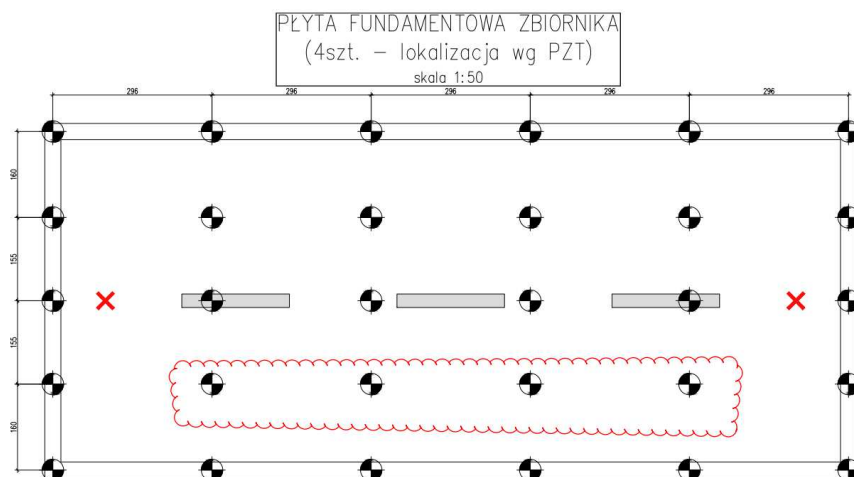 PŁYTA FUNDAMENTOWA ZBIORNIKA
(4szt. – lokalizacja wg PZT)
skala 1:50
296 296 296 296 296
160
155
155
160